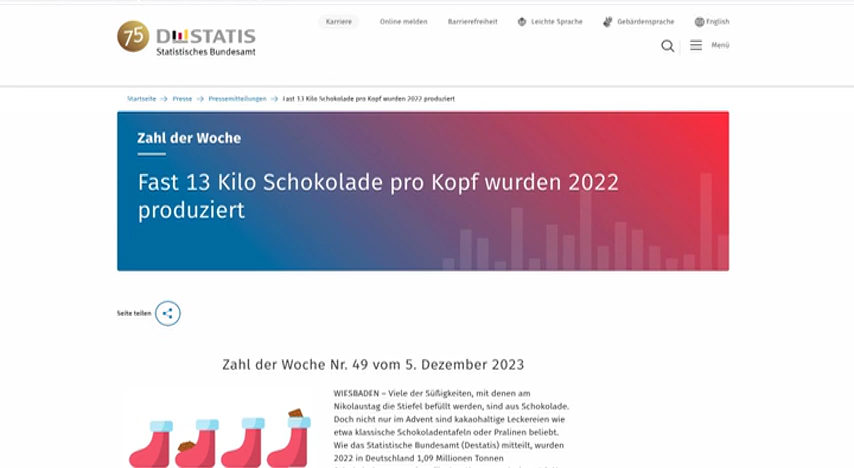 Karriere Online melden Barrierefreiheit Leichte Sprache Gebärdensprache English
75 DESTATIS
Statistisches Bundesamt
Menü
Startseite Presse Pressemitteilungen Fast 13 Kilo Schokolade pro Kopf wurden 2022 produziert
Zahl der Woche
Fast 13 Kilo Schokolade pro Kopf wurden 2022
produziert
Seite teilen
Zahl der Woche Nr. 49 vom 5. Dezember 2023
WIESBADEN – Viele der Süßigkeiten, mit denen am
Nikolaustag die Stiefel befüllt werden, sind aus Schokolade.
Doch nicht nur im Advent sind kakaohaltige Leckereien wie
etwa klassische Schokoladentafeln oder Pralinen beliebt.
Wie das Statistische Bundesamt (Destatis) mitteilt, wurden
2022 in Deutschland 1,09 Millionen Tonnen